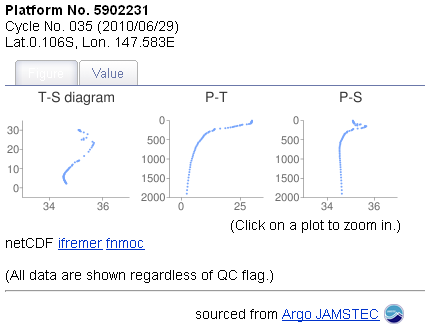 Platform No. 5902231
Cycle No. 035 (2010/06/29)
Lat.0.106S, Lon. 147.583E
Figure Value
T-S diagram P-T P-S
30
20
10
0
34 36
0
500
1000
1500
2000
0 25
0
500
1000
1500
2000
34 36
(Click on a plot to zoom in.)
netCDF ifremer fnmoc
(All data are shown regardless of QC flag.)
sourced from Argo JAMSTEC